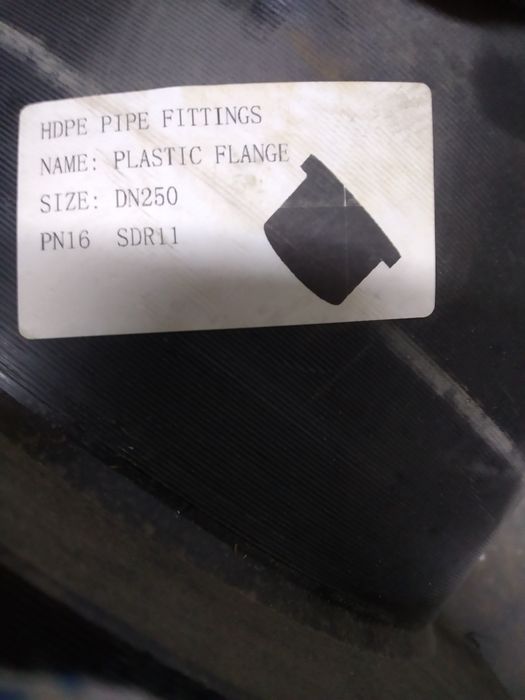 HDPE PIPE FITTINGS
NAME: PLASTIC FLANGE
SIZE: DN250
PN16 SDR11